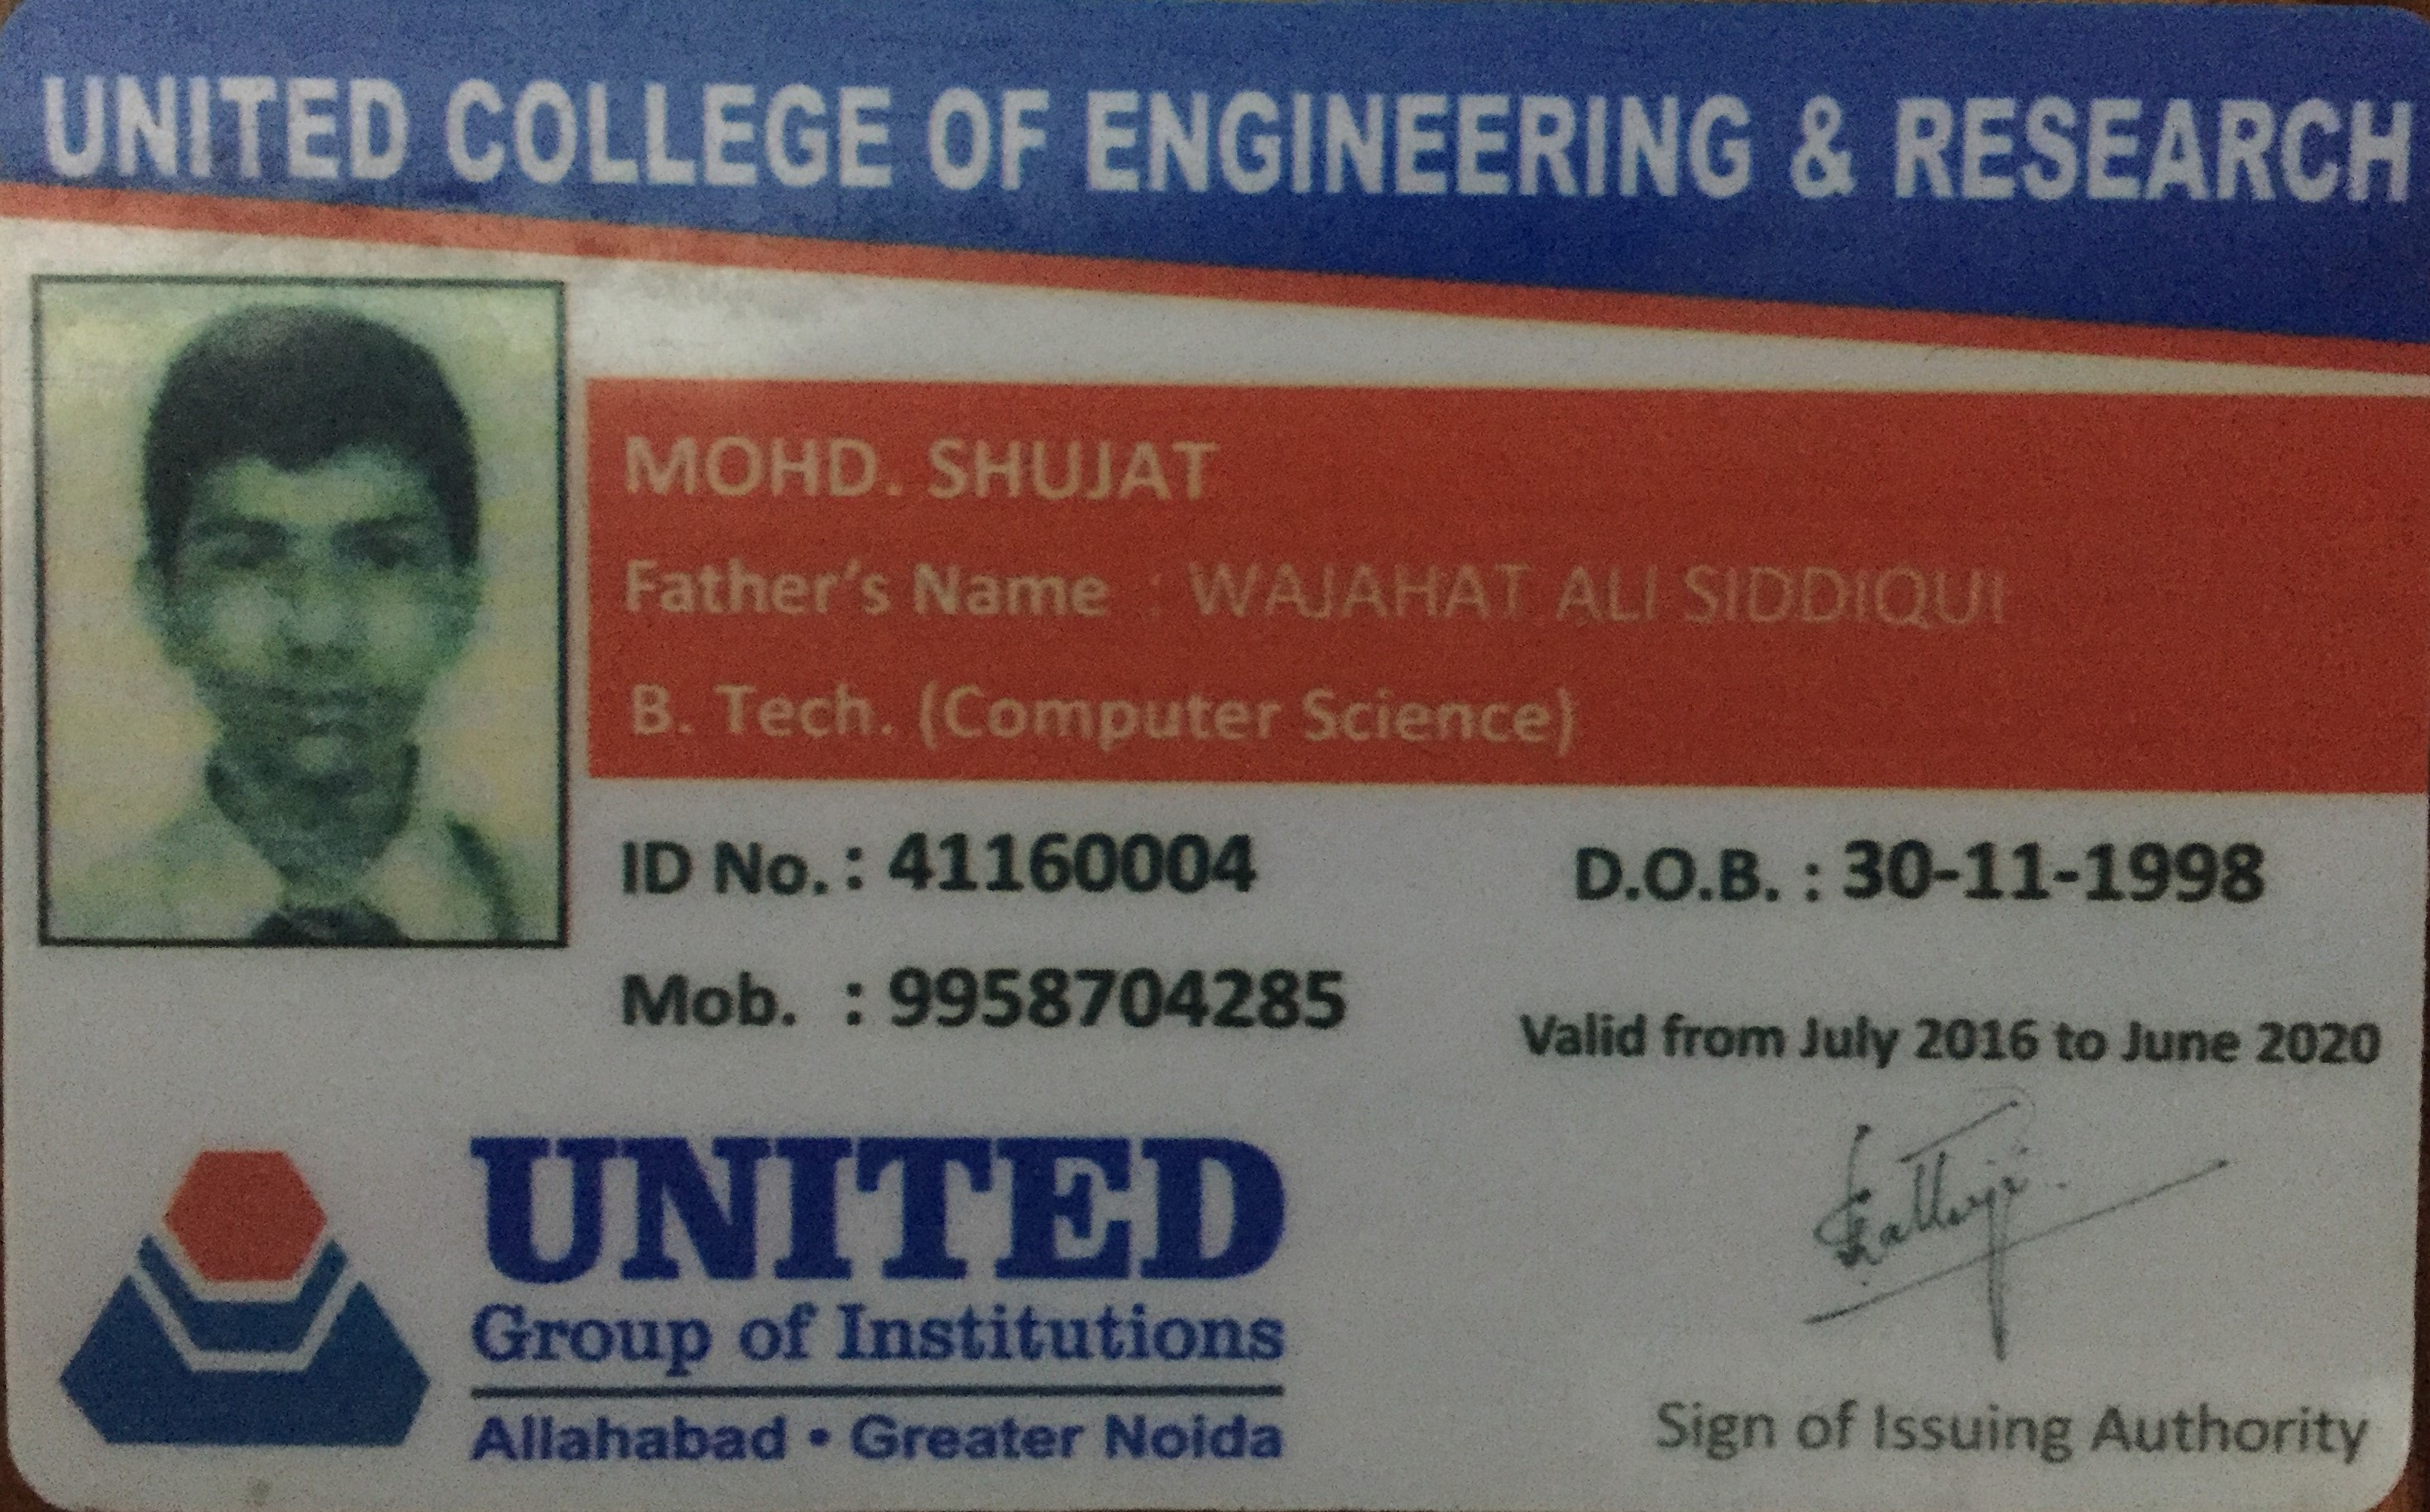 UNITED COLLEGE OF ENGINEERING & RESEARCH
MOHD. SHUJAT
Father's Name : WAJAHAT ALI SIDDIQUI
B. Tech. (Computer Science)
ID No. : 41160004
D.O.B. : 30-11-1998
Mob. : 9958704285
Valid from July 2016 to June 2020
UNITED
Group of Institutions
Allahabad • Greater Noida
Sign of Issuing Authority